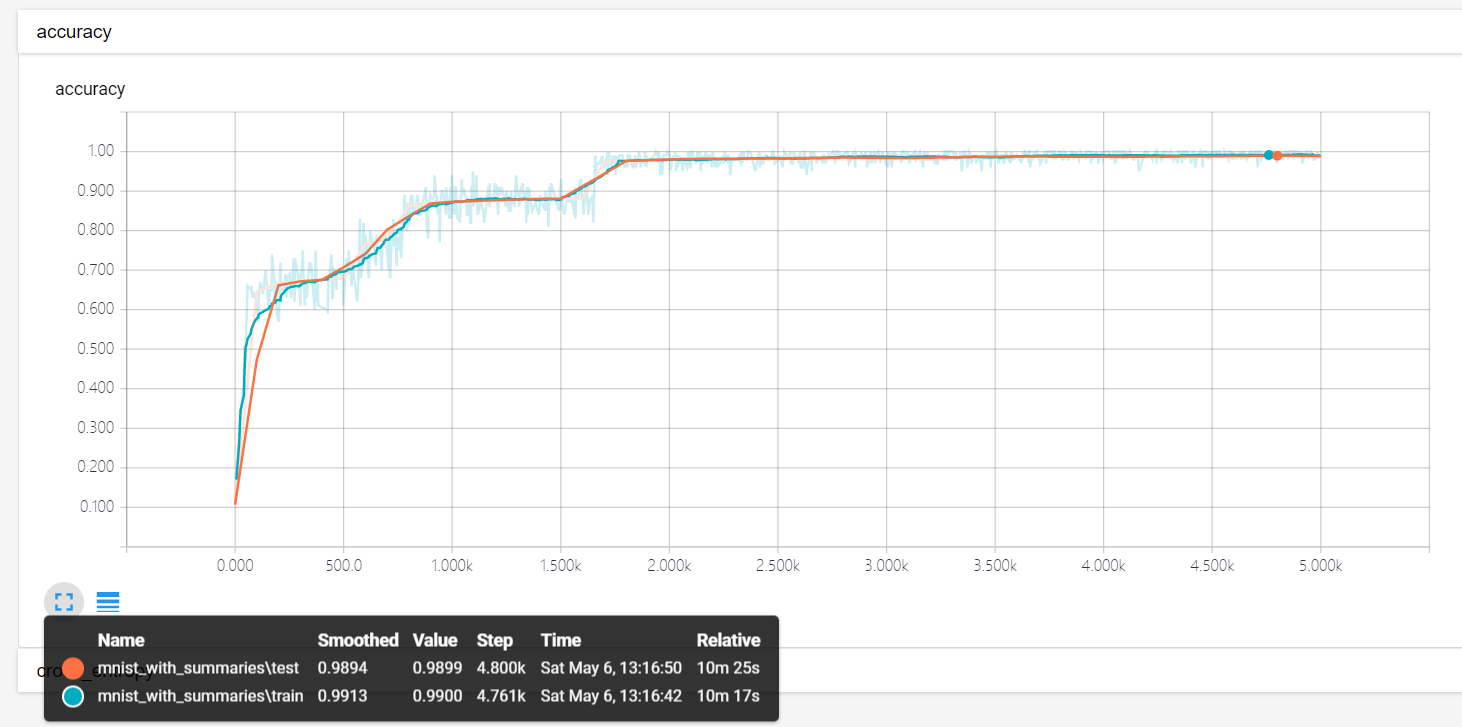 accuracy
accuracy
1.00
0.900
0.800
0.700
0.600
0.500
0.400
0.300
0.200
0.100
0.000 500.0 1.000k 1.500k 2.000k 2.500k 3.000k 3.500k 4.000k 4.500k 5.000k
Name Smoothed Value Step Time Relative
mnist_with_summaries\test 0.9894 0.9899 4.800k Sat May 6, 13:16:50 10m 25s
cross_entropy
mnist_with_summaries\train 0.9913 0.9900 4.761k Sat May 6, 13:16:42 10m 17s